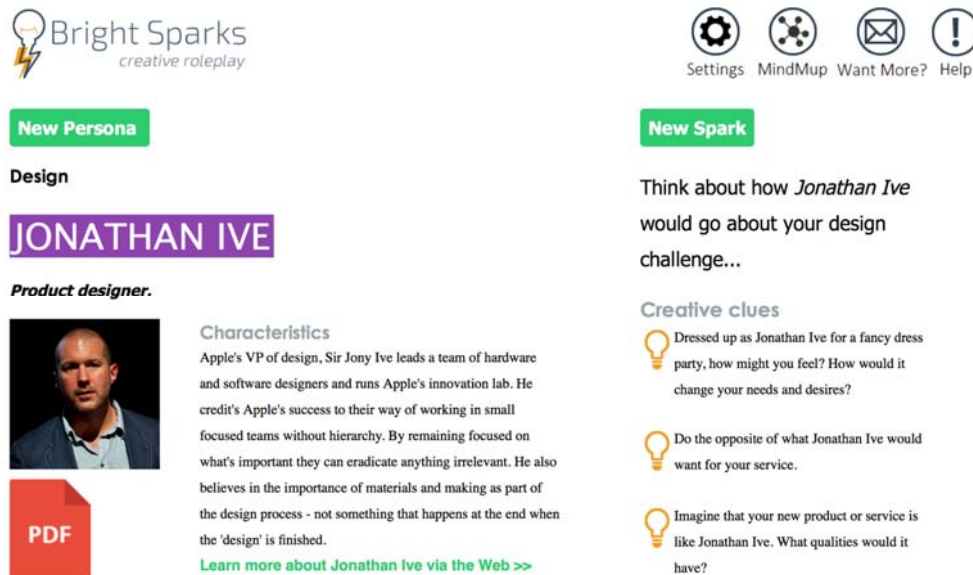 Bright Sparks
creative roleplay
Settings MindMup Want More? Help
New Persona
Design
JONATHAN IVE
Product designer.
Characteristics
Apple's VP of design, Sir Jony Ive leads a team of hardware
and software designers and runs Apple's innovation lab. He
credit's Apple's success to their way of working in small
focused teams without hierarchy. By remaining focused on
what's important they can eradicate anything irrelevant. He also
believes in the importance of materials and making as part of
the design process - not something that happens at the end when
the 'design' is finished.
Learn more about Jonathan Ive via the Web >>
PDF
New Spark
Think about how Jonathan Ive
would go about your design
challenge...
Creative clues
Dressed up as Jonathan Ive for a fancy dress
party, how might you feel? How would it
change your needs and desires?
Do the opposite of what Jonathan Ive would
want for your service.
Imagine that your new product or service is
like Jonathan Ive. What qualities would it
have?